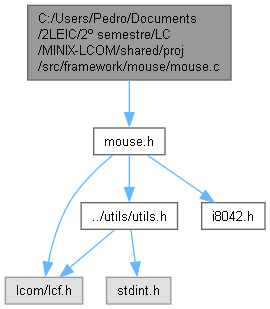 C:/Users/Pedro/Documents
/2LEIC/2º semestre/LC
/MINIX-LCOM/shared/proj
/src/framework/mouse/mouse.c
mouse.h
../utils/utils.h
i8042.h
lcom/lcf.h
stdint.h